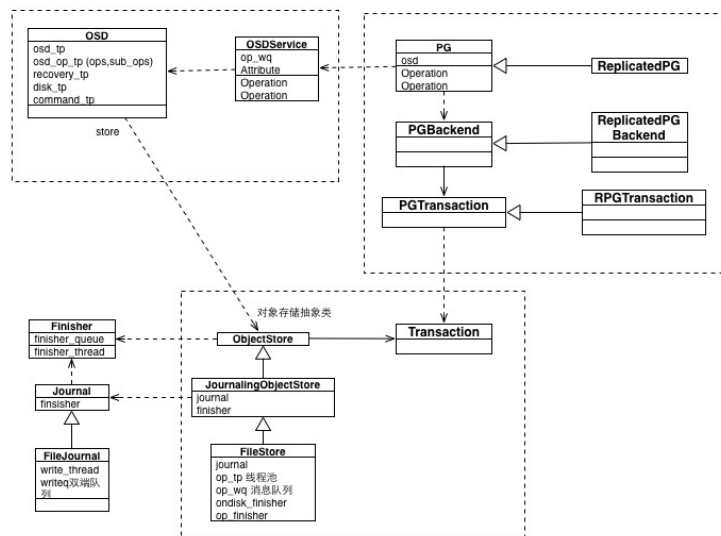 OSD
osd_tp
osd_op_tp (ops,sub_ops)
recovery_tp
disk_tp
command_tp
store
OSDService
op_wq
Attribute
Operation
Operation
PG
osd
Operation
Operation
ReplicatedPG
PGBackend
ReplicatedPG
Backend
PGTransaction
RPGTransaction
对象存储抽象类
Finisher
finisher_queue
finisher_thread
ObjectStore
Transaction
Journal
finsisher
JournalingObjectStore
journal
finisher
FileJournal
write_thread
writeq双端队
列
FileStore
journal
op_tp 线程池
op_wq 消息队列
ondisk_finisher
op_finisher